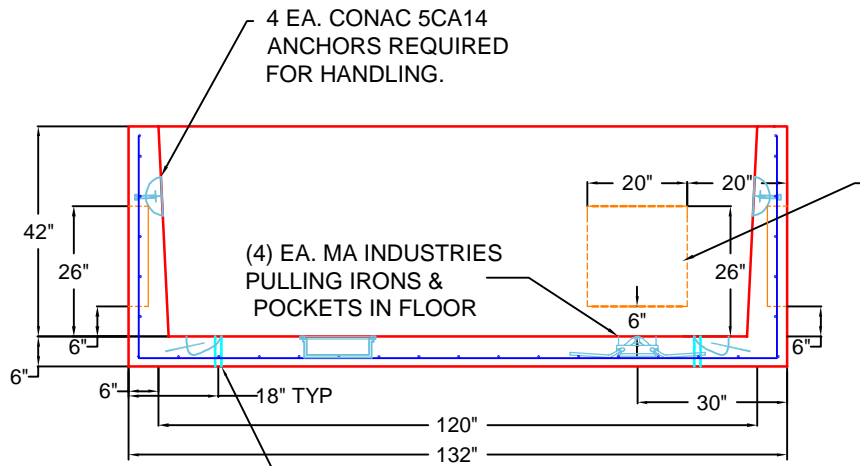 4 EA. CONAC 5CA14
ANCHORS REQUIRED
FOR HANDLING.
20"
20"
42"
26"
(4) EA. MA INDUSTRIES
PULLING IRONS &
POCKETS IN FLOOR
26"
6"
6"
6"
6"
6"
18" TYP
30"
120"
132"